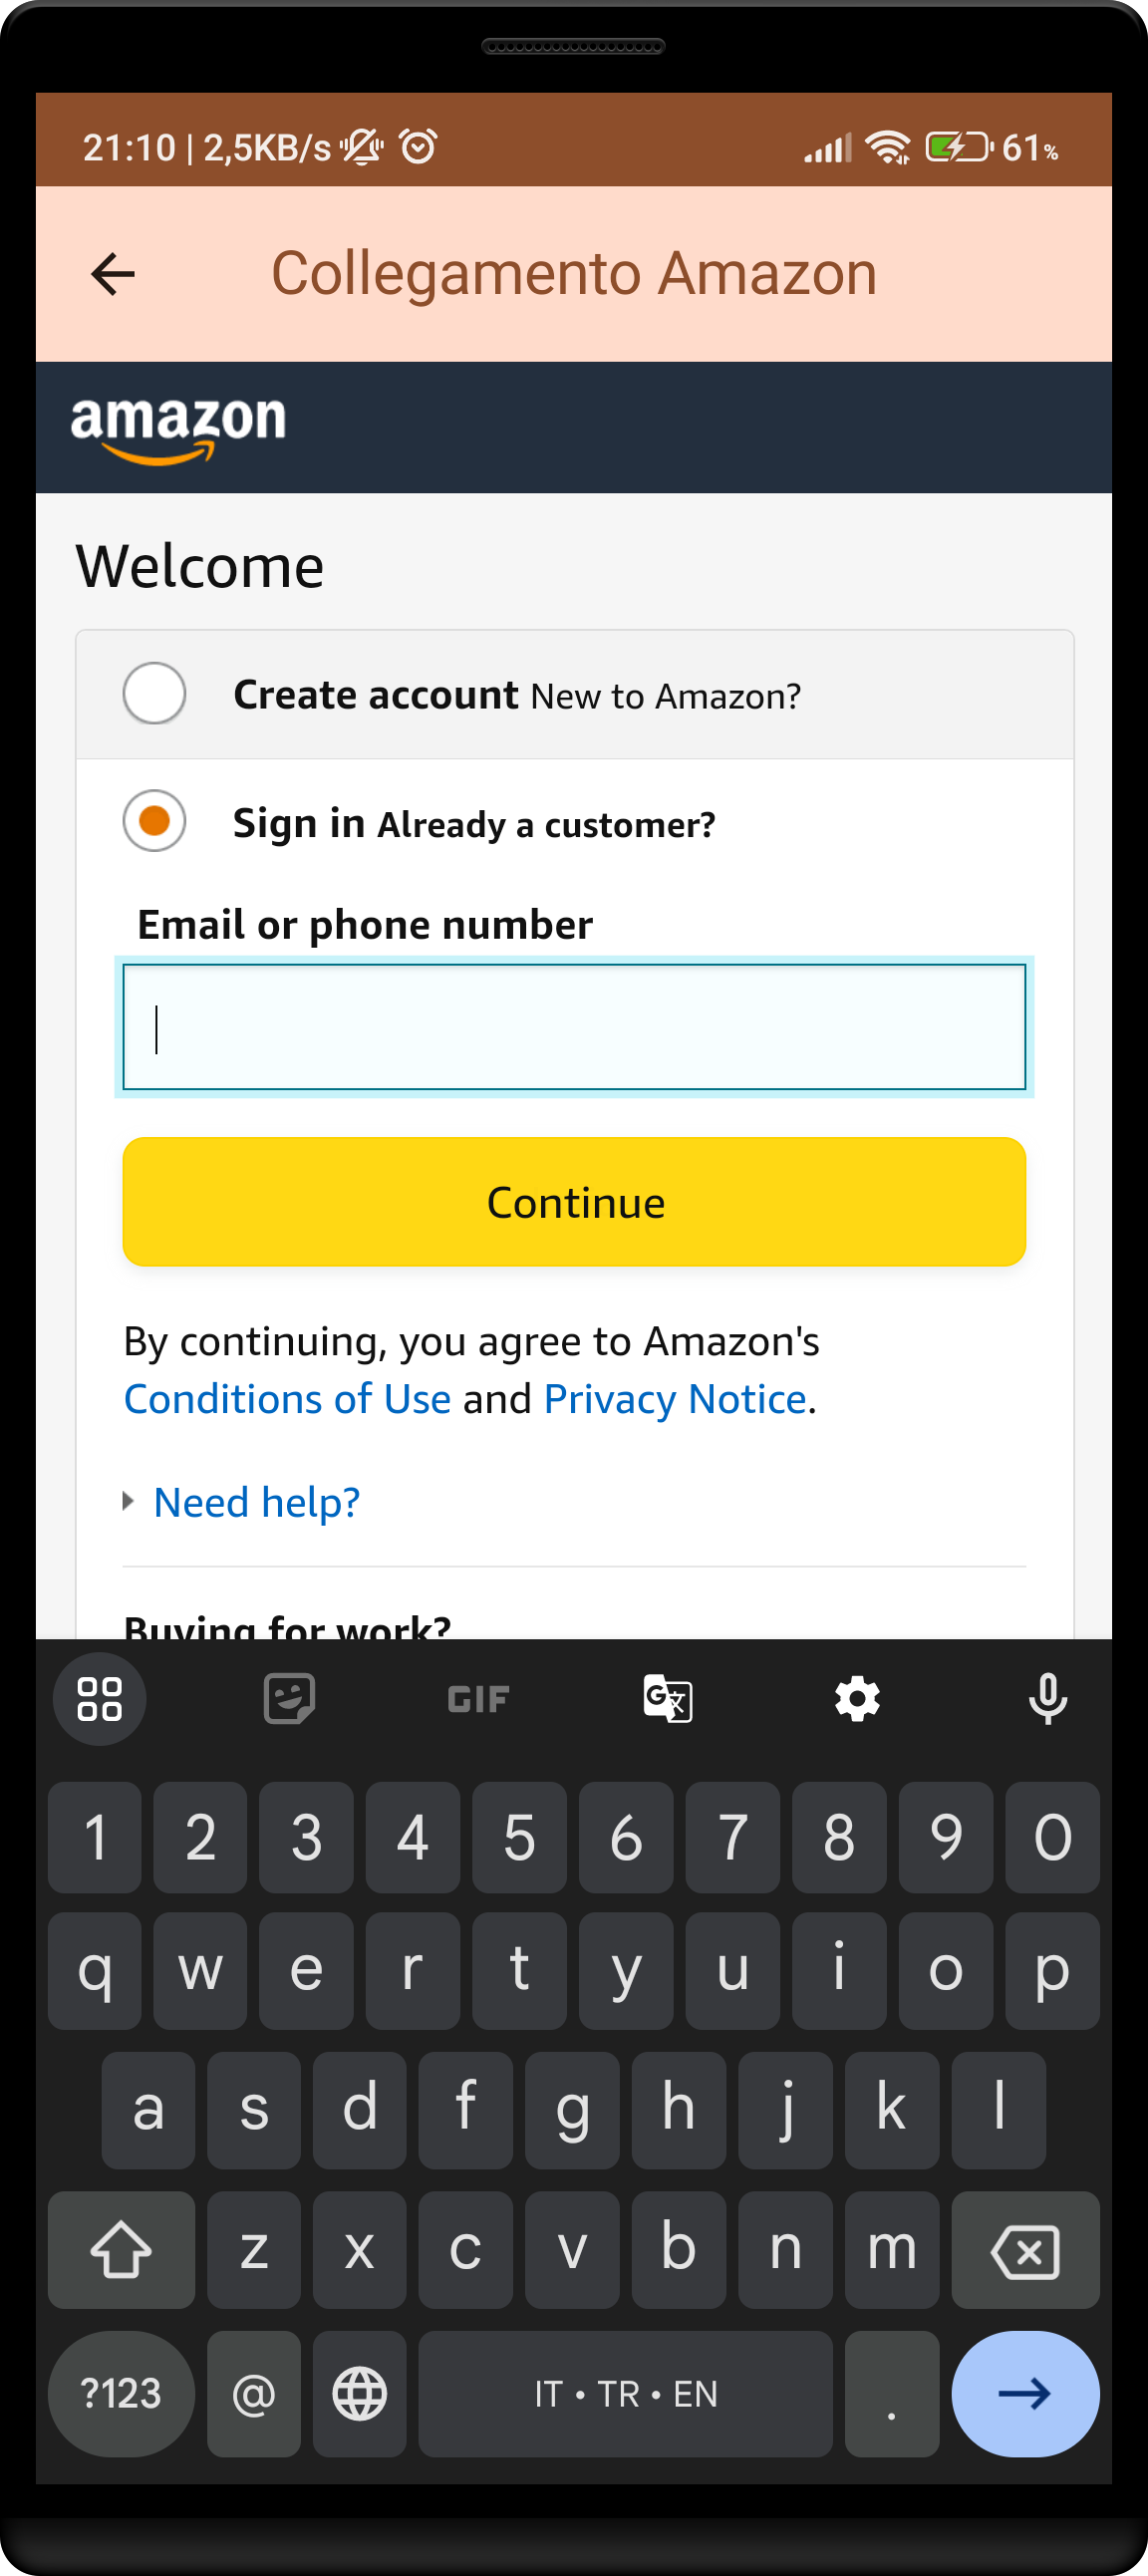 21:10 | 2,5KB/s 61%
Collegamento Amazon
amazon
Welcome
Create account New to Amazon?
Sign in Already a customer?
Email or phone number
Continue
By continuing, you agree to Amazon's
Conditions of Use and Privacy Notice.
Need help?
Buying for work?
GIF G文
1 2 3 4 5 6 7 8 9 0
q w e r t y u i o p
a s d f g h j k l
z x c v b n m
?123 @ IT • TR • EN .